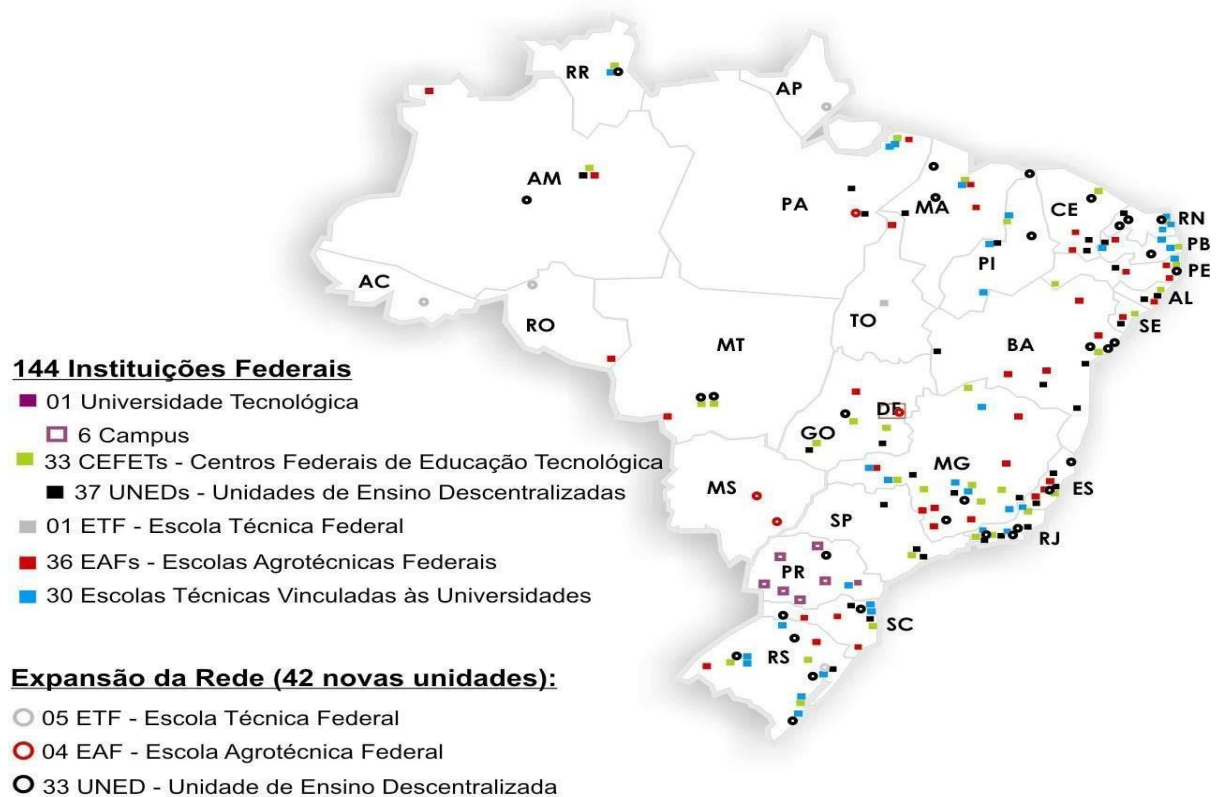 RR
AP
AM
PA
MA
CE
RN
PB
PI
PE
AC
AL
TO
SE
RO
MT
BA
144 Instituições Federais
01 Universidade Tecnológica
DF
6 Campus
GO
33 CEFETs - Centros Federais de Educação Tecnológica
MG
37 UNEDs - Unidades de Ensino Descentralizadas
MS
ES
SP
01 ETF - Escola Técnica Federal
RJ
36 EAFs - Escolas Agrotécnicas Federais
PR
30 Escolas Técnicas Vinculadas às Universidades
SC
RS
Expansão da Rede (42 novas unidades):
05 ETF - Escola Técnica Federal
04 EAF - Escola Agrotécnica Federal
33 UNED - Unidade de Ensino Descentralizada